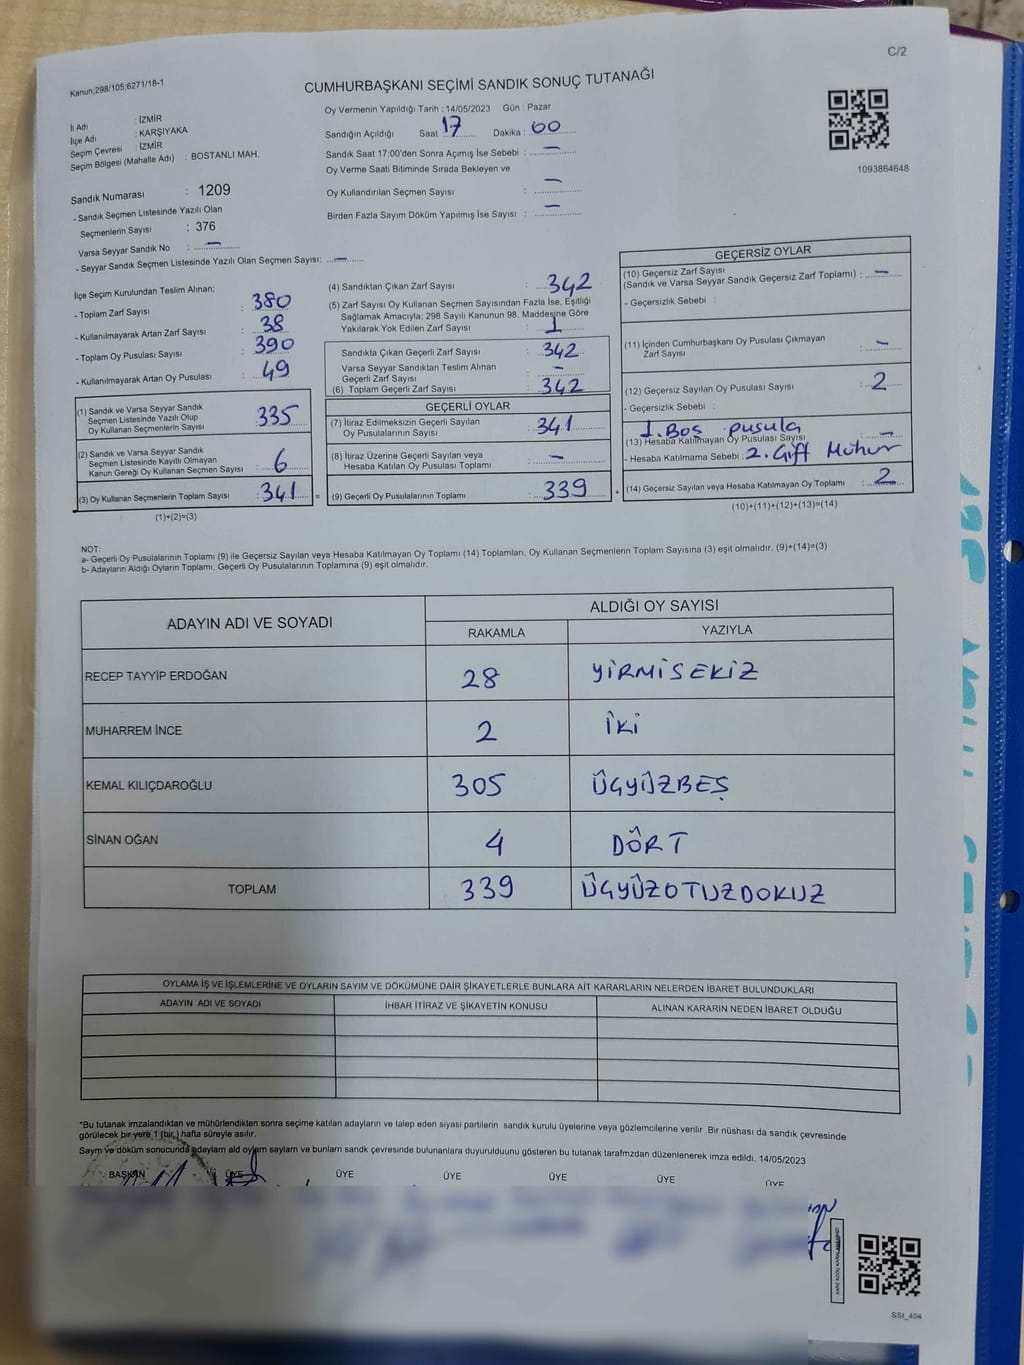 C/2
Kanun;298/105;6271/18-1
CUMHURBAŞKANI SEÇİMİ SANDIK SONUÇ TUTANAĞI
İl Adı : İZMİR
İlçe Adı : KARŞIYAKA
Seçim Çevresi : İZMİR
Seçim Bölgesi (Mahalle Adı) : BOSTANLI MAH.
Sandık Numarası : 1209
- Sandık Seçmen Listesinde Yazılı Olan
Seçmenlerin Sayısı : 376
Varsa Seyyar Sandık No : —
- Seyyar Sandık Seçmen Listesinde Yazılı Olan Seçmen Sayısı: —
Oy Vermenin Yapıldığı Tarih : 14/05/2023 Gün : Pazar
Sandığın Açıldığı Saat 17 Dakika : 00
Sandık Saat 17:00'den Sonra Açımış İse Sebebi : —
Oy Verme Saati Bitiminde Sırada Bekleyen ve
Oy Kullandırılan Seçmen Sayısı : —
Birden Fazla Sayım Döküm Yapılmış İse Sayısı : —
1093864648
İlçe Seçim Kurulundan Teslim Alınan;
- Toplam Zarf Sayısı : 380
- Kullanılmayarak Artan Zarf Sayısı : 38
- Toplam Oy Pusulası Sayısı : 390
- Kullanılmayarak Artan Oy Pusulası : 49
(1) Sandık ve Varsa Seyyar Sandık
Seçmen Listesinde Yazılı Olup
Oy Kullanan Seçmenlerin Sayısı : 335
(2) Sandık ve Varsa Seyyar Sandık
Seçmen Listesinde Kayıtlı Olmayan
Kanun Gereği Oy Kullanan Seçmen Sayısı : 6
(3) Oy Kullanan Seçmenlerin Toplam Sayısı : 341 =
(1)+(2)=(3)
(4) Sandıktan Çıkan Zarf Sayısı : 342
(5) Zarf Sayısı Oy Kullanan Seçmen Sayısından Fazla İse, Eşitliği
Sağlamak Amacıyla; 298 Sayılı Kanunun 98. Maddesine Göre
Yakılarak Yok Edilen Zarf Sayısı : 1
Sandıkta Çıkan Geçerli Zarf Sayısı : 342
Varsa Seyyar Sandıktan Teslim Alınan
Geçerli Zarf Sayısı : —
(6) Toplam Geçerli Zarf Sayısı : 342
GEÇERLİ OYLAR
(7) İtiraz Edilmeksizin Geçerli Sayılan
Oy Pusulalarının Sayısı : 341
(8) İtiraz Üzerine Geçerli Sayılan veya
Hesaba Katılan Oy Pusulası Toplamı : —
(9) Geçerli Oy Pusulalarının Toplamı : 339 +
GEÇERSİZ OYLAR
(10) Geçersiz Zarf Sayısı
(Sandık ve Varsa Seyyar Sandık Geçersiz Zarf Toplamı) : —
- Geçersizlik Sebebi :
(11) İçinden Cumhurbaşkanı Oy Pusulası Çıkmayan
Zarf Sayısı : —
(12) Geçersiz Sayılan Oy Pusulası Sayısı : 2
- Geçersizlik Sebebi :
1. Boş pusula
(13) Hesaba Katılmayan Oy Pusulası Sayısı : —
- Hesaba Katılmama Sebebi : 2. Çift Mühür
(14) Geçersiz Sayılan veya Hesaba Katılmayan Oy Toplamı : 2
(10)+(11)+(12)+(13)=(14)
NOT:
a- Geçerli Oy Pusulalarının Toplamı (9) ile Geçersiz Sayılan veya Hesaba Katılmayan Oy Toplamı (14) Toplamları, Oy Kullanan Seçmenlerin Toplam Sayısına (3) eşit olmalıdır. (9)+(14)=(3)
b- Adayların Aldığı Oyların Toplamı, Geçerli Oy Pusulalarının Toplamına (9) eşit olmalıdır.
ADAYIN ADI VE SOYADI
ALDIĞI OY SAYISI
RAKAMLA YAZIYLA
RECEP TAYYİP ERDOĞAN 28 YİRMİSEKİZ
MUHARREM İNCE 2 İKİ
KEMAL KILIÇDAROĞLU 305 ÜÇYÜZBEŞ
SİNAN OĞAN 4 DÖRT
TOPLAM 339 ÜÇYÜZOTUZDOKUZ
OYLAMA İŞ VE İŞLEMLERİNE VE OYLARIN SAYIM VE DÖKÜMÜNE DAİR ŞİKAYETLERLE BUNLARA AİT KARARLARIN NELERDEN İBARET BULUNDUKLARI
ADAYIN ADI VE SOYADI İHBAR İTİRAZ VE ŞİKAYETİN KONUSU ALINAN KARARIN NEDEN İBARET OLDUĞU
*Bu tutanak imzalandıktan ve mühürlendikten sonra seçime katılan adayların ve talep eden siyasi partilerin sandık kurulu üyelerine veya gözlemcilerine verilir .Bir nüshası da sandık çevresinde
görülecek bir yere 1 (bir ) hafta süreyle asılır.
Sayım ve döküm sonucunda adayların ald oyların sayları ve bunların sandk çevresinde bulunanlara duyurulduunu gösteren bu tutanak tarafmzdan düzenlenerek imza edildi. 14/05/2023
BAŞKAN ÜYE ÜYE ÜYE ÜYE ÜYE ÜYE
SSI_404